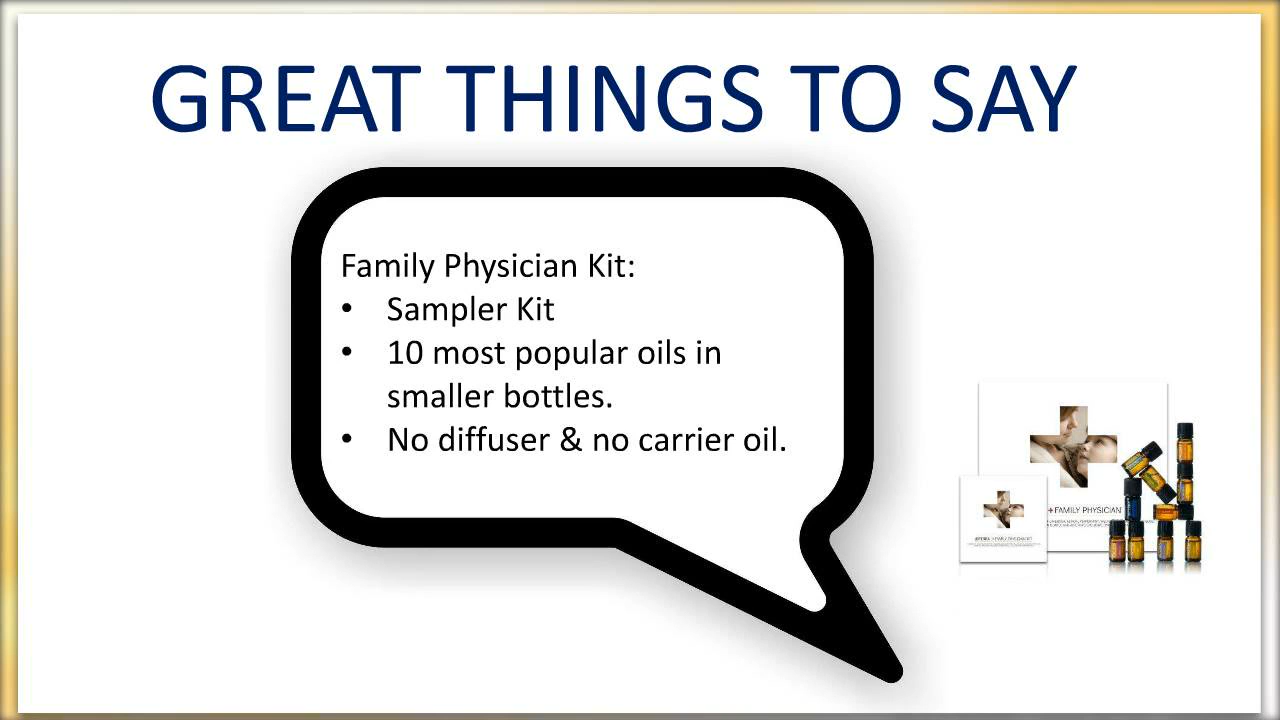 GREAT THINGS TO SAY
Family Physician Kit:
• Sampler Kit
• 10 most popular oils in
smaller bottles.
• No diffuser & no carrier oil.
+FAMILY PHYSICIAN